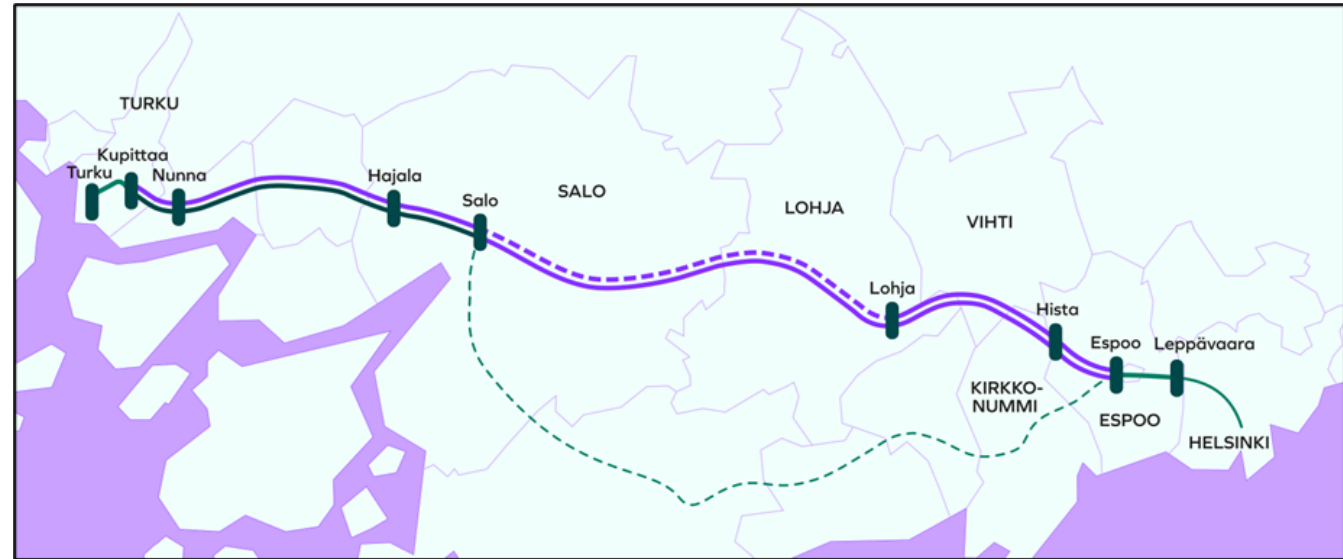 TURKU
Kupittaa
Turku
Nunna
Hajala
Salo
SALO
LOHJA
VIHTI
Lohja
Hista
Espoo
Leppävaara
KIRKKO-
NUMMI
ESPOO
HELSINKI